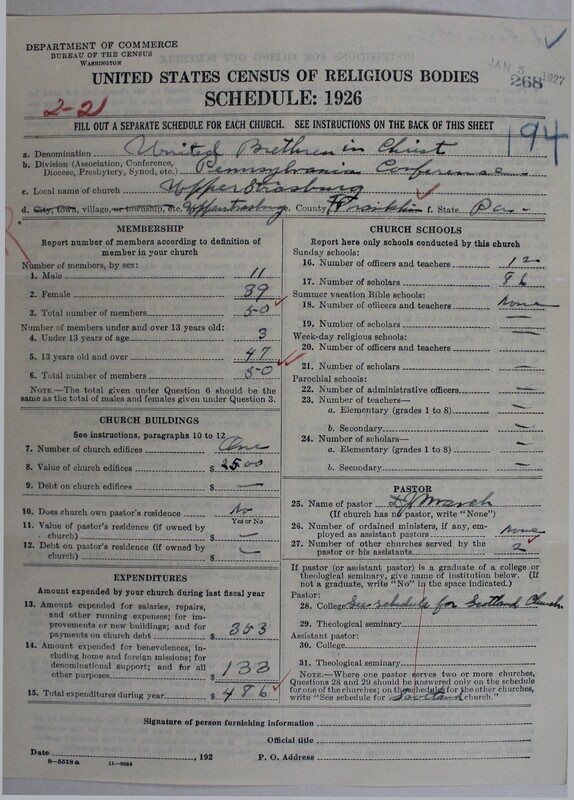 DEPARTMENT OF COMMERCE
BUREAU OF THE CENSUS
WASHINGTON
JAN 5 1927
268
UNITED STATES CENSUS OF RELIGIOUS BODIES
SCHEDULE: 1926
2-21
FILL OUT A SEPARATE SCHEDULE FOR EACH CHURCH. SEE INSTRUCTIONS ON THE BACK OF THIS SHEET
194
a. Denomination United Brethren in Christ
b. Division (Association, Conference, Diocese, Presbytery, Synod, etc.) Pennsylvania Conference
c. Local name of church Upper Strasburg
d. City, town, village, or township, etc. Upperstrasburg e. County Franklin f. State Pa.
MEMBERSHIP
Report number of members according to definition of member in your church
Number of members, by sex:
1. Male 11
2. Female 39
3. Total number of members 50
Number of members under and over 13 years old:
4. Under 13 years of age 3
5. 13 years old and over 47
6. Total number of members 50
NOTE.—The total given under Question 6 should be the same as the total of males and females given under Question 3.
CHURCH BUILDINGS
See instructions, paragraphs 10 to 12
7. Number of church edifices One
8. Value of church edifices $ 2500
9. Debt on church edifices $ —
10. Does church own pastor's residence? No
Yes or No
11. Value of pastor's residence (if owned by church) $ —
12. Debt on pastor's residence (if owned by church) $ —
EXPENDITURES
Amount expended by your church during last fiscal year
13. Amount expended for salaries, repairs, and other running expenses; for improvements or new buildings; and for payments on church debt $ 353
14. Amount expended for benevolences, including home and foreign missions; for denominational support; and for all other purposes $ 133
15. Total expenditures during year $ 486
CHURCH SCHOOLS
Report here only schools conducted by this church
Sunday schools:
16. Number of officers and teachers 12
17. Number of scholars 86
Summer vacation Bible schools:
18. Number of officers and teachers None
19. Number of scholars —
Week-day religious schools:
20. Number of officers and teachers —
21. Number of scholars —
Parochial schools:
22. Number of administrative officers —
23. Number of teachers—
a. Elementary (grades 1 to 8) —
b. Secondary —
24. Number of scholars—
a. Elementary (grades 1 to 8) —
b. Secondary —
PASTOR
25. Name of pastor
(If church has no pastor, write "None")
26. Number of ordained ministers, if any, employed as assistant pastors None
27. Number of other churches served by the pastor or his assistants 2
If pastor (or assistant pastor) is a graduate of a college or theological seminary, give name of institution below. (If not a graduate, write "No" in the space indicated.)
Pastor:
28. College See schedule for Scotland Church
29. Theological seminary
Assistant pastor:
30. College
31. Theological seminary
NOTE.—Where one pastor serves two or more churches, Questions 28 and 29 should be answered only on the schedule for one of the churches; on the schedule for the other churches, write "See schedule for Scotland church."
Signature of person furnishing information
Official title
Date , 192 P. O. Address
8-5518 a 11-9064